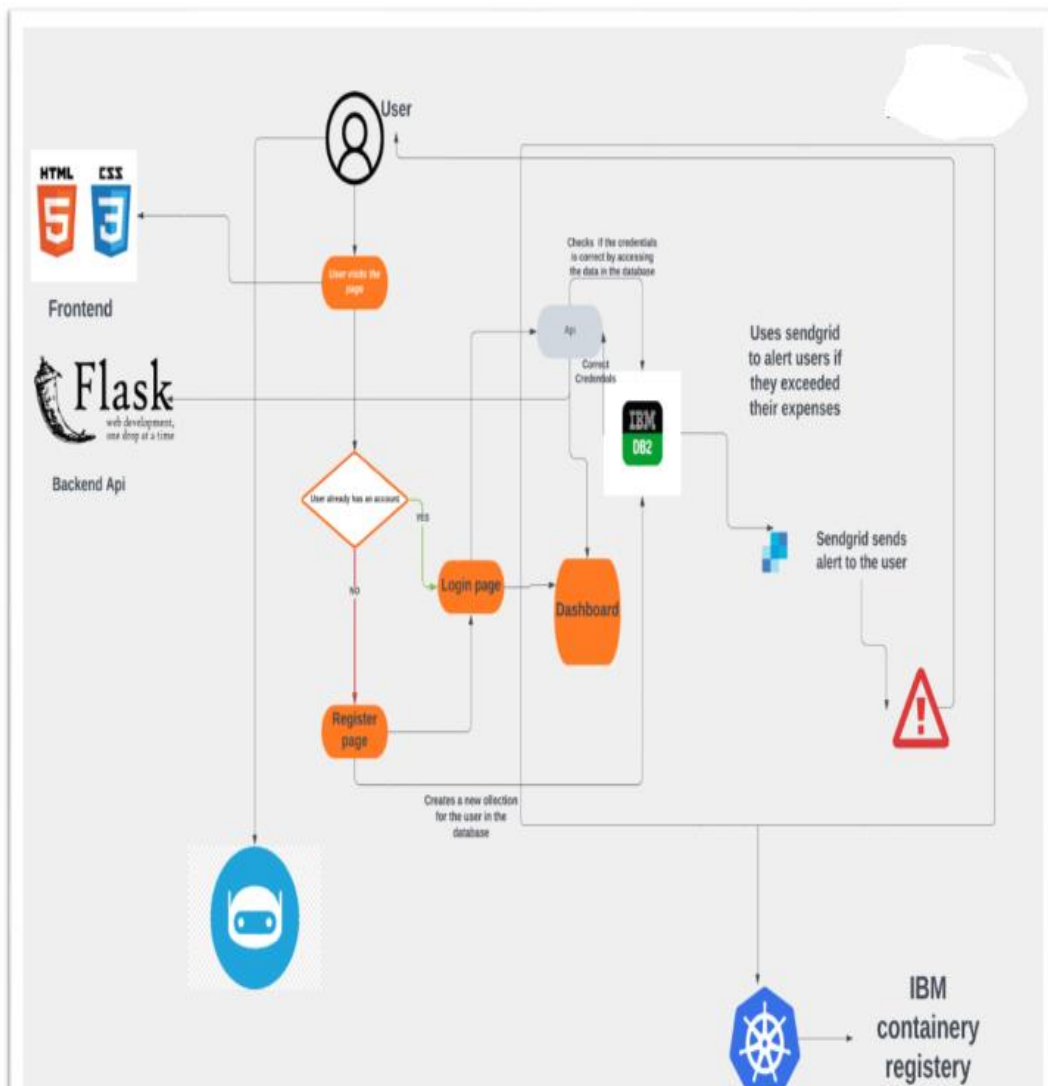 User
HTML
CSS
5
3
User visits the
page
Frontend
Flask
web development,
one drop at a time
Backend Api
Checks if the credentials
is correct by accessing
the data in the database
Api
Correct
Credentials
IBM
DB2
Uses sendgrid
to alert users if
they exceeded
their expenses
User already has an account
YES
NO
Login page
Dashboard
Sendgrid sends
alert to the user
!
Register
page
Creates a new ollection
for the user in the
database
IBM
containery
registery